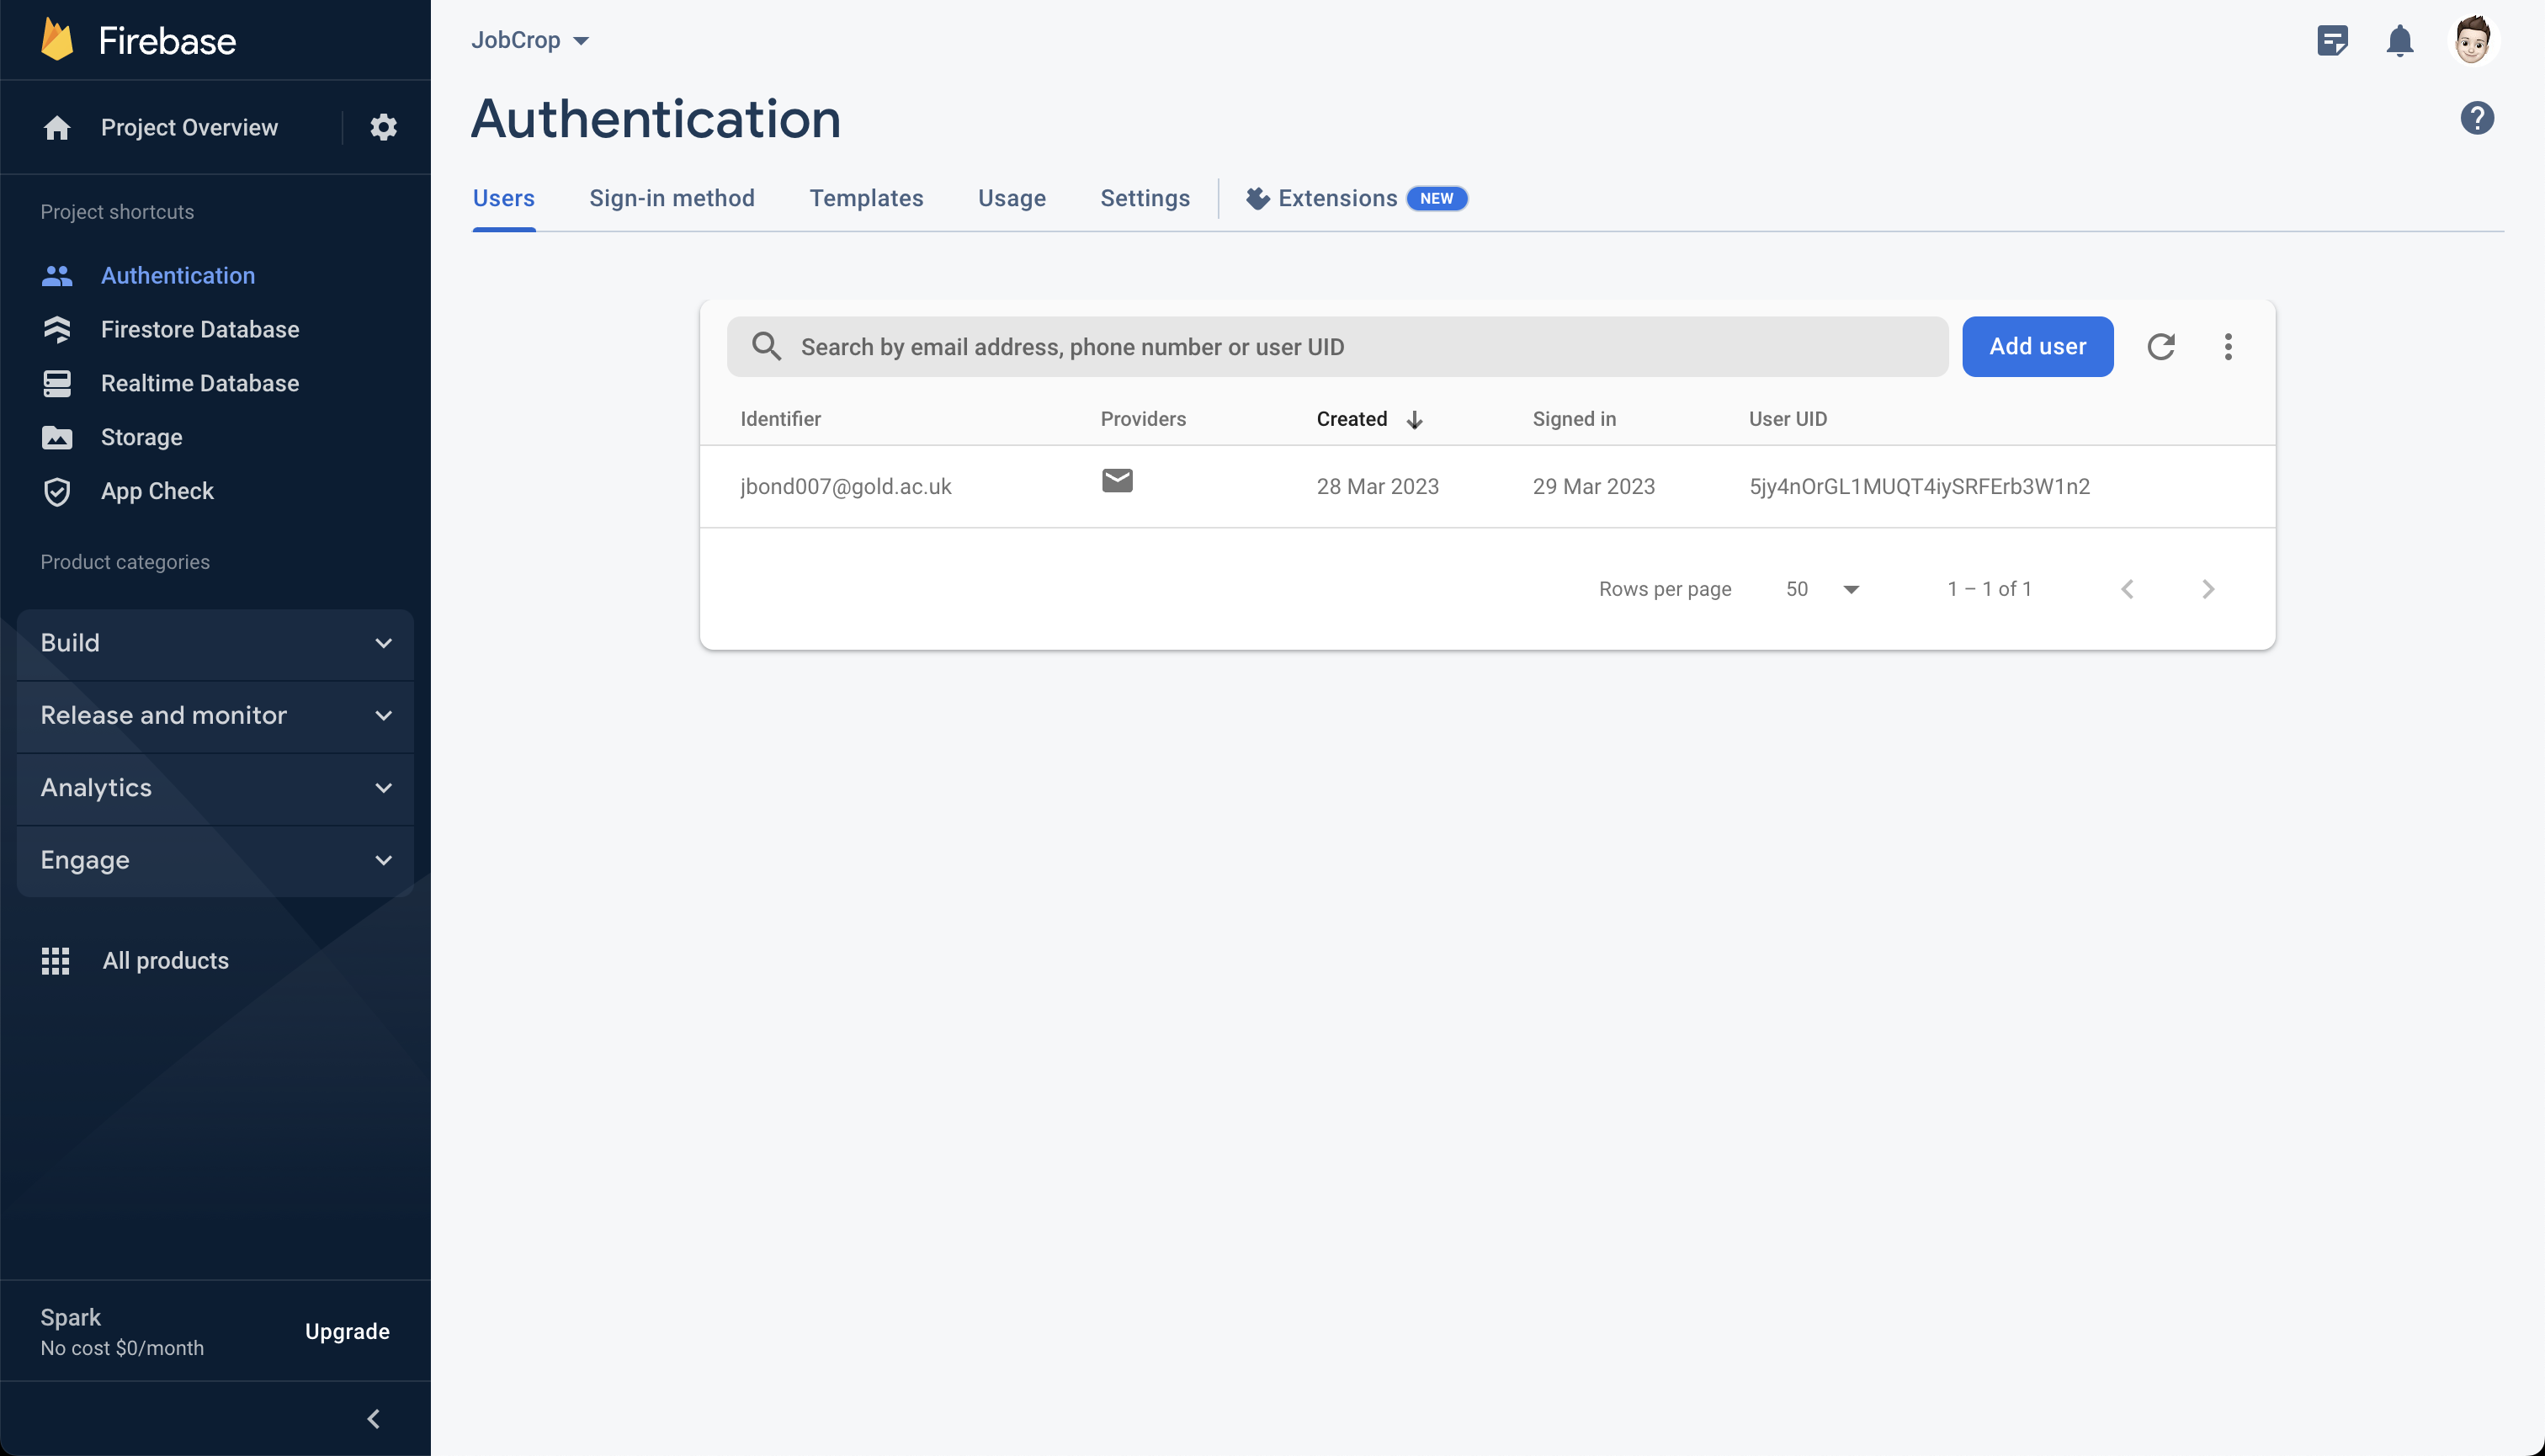 Firebase
Project Overview
Project shortcuts
Authentication
Firestore Database
Realtime Database
Storage
App Check
Product categories
Build
Release and monitor
Analytics
Engage
All products
Spark
No cost $0/month
Upgrade
JobCrop
Authentication
?
Users Sign-in method Templates Usage Settings Extensions NEW
Search by email address, phone number or user UID
Add user
Identifier Providers Created Signed in User UID
jbond007@gold.ac.uk 28 Mar 2023 29 Mar 2023 5jy4nOrGL1MUQT4iySRFErb3W1n2
Rows per page 50 1 – 1 of 1